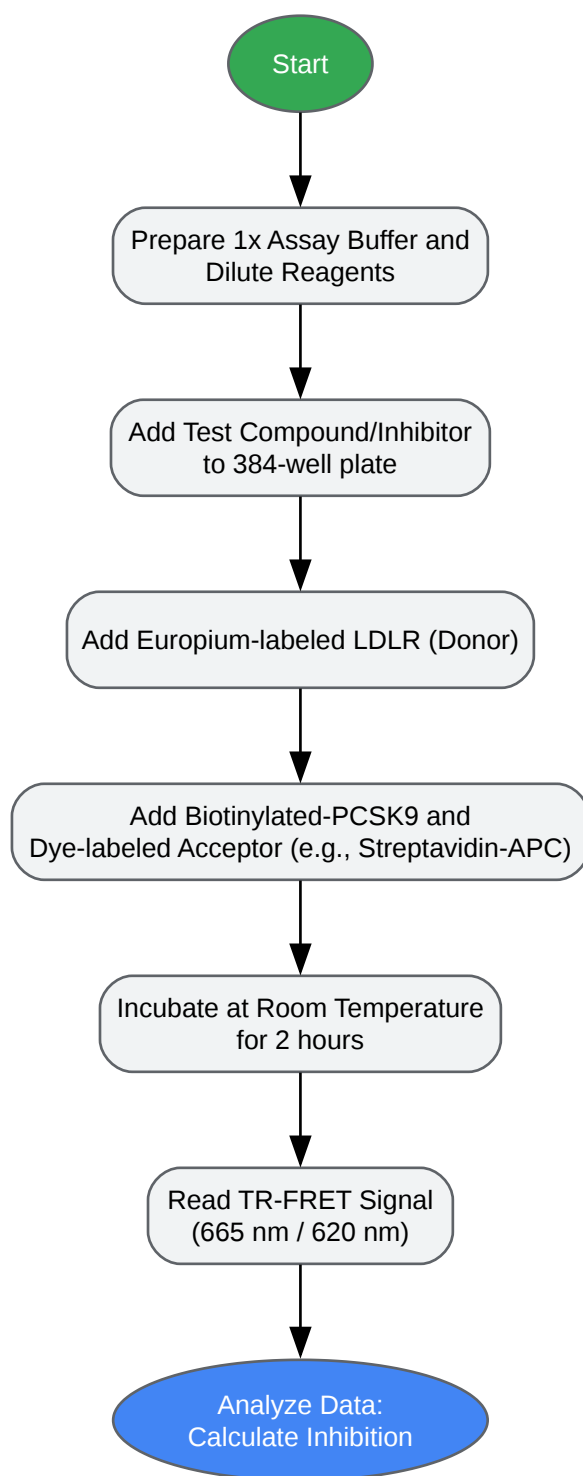 Start
Prepare 1x Assay Buffer and
Dilute Reagents
Add Test Compound/Inhibitor
to 384-well plate
Add Europium-labeled LDLR (Donor)
Add Biotinylated-PCSK9 and
Dye-labeled Acceptor (e.g., Streptavidin-APC)
Incubate at Room Temperature
for 2 hours
Read TR-FRET Signal
(665 nm / 620 nm)
Analyze Data:
Calculate Inhibition